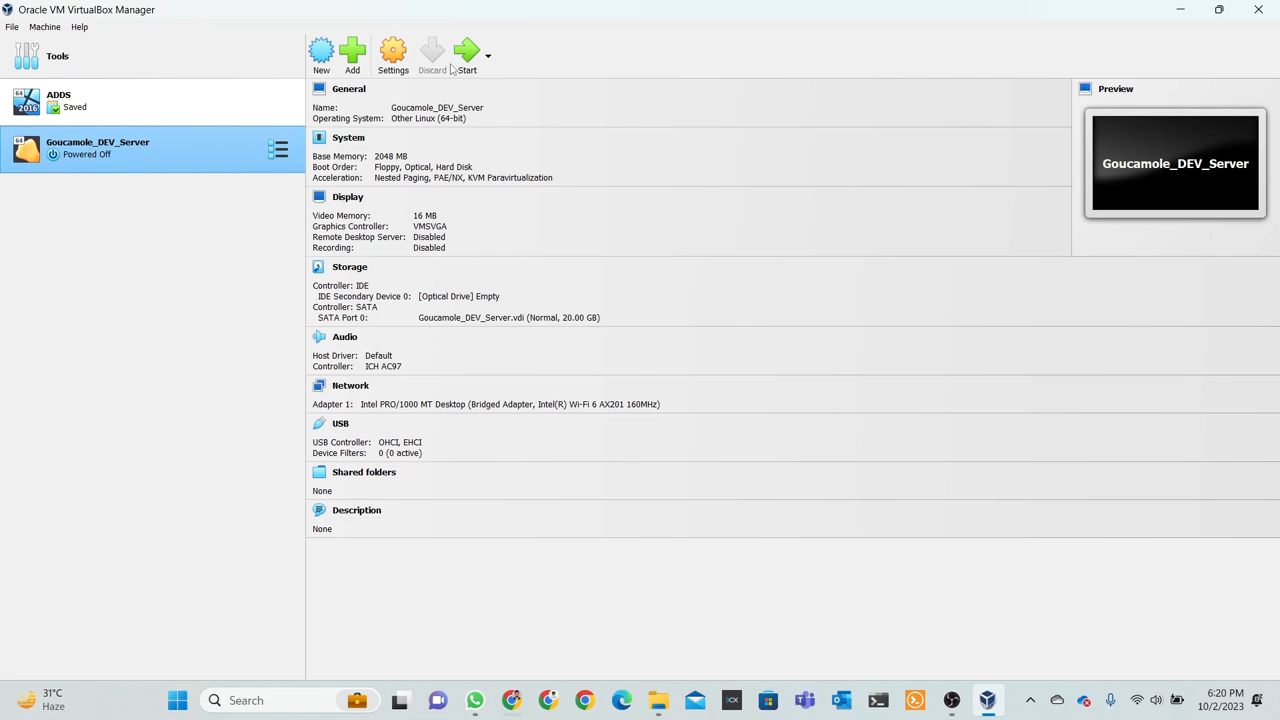 Oracle VM VirtualBox Manager
File Machine Help
Tools
New Add Settings Discard Start
64 2016
ADDS
Saved
64
Goucamole_DEV_Server
Powered Off
General
Name: Goucamole_DEV_Server
Operating System: Other Linux (64-bit)
System
Base Memory: 2048 MB
Boot Order: Floppy, Optical, Hard Disk
Acceleration: Nested Paging, PAE/NX, KVM Paravirtualization
Display
Video Memory: 16 MB
Graphics Controller: VMSVGA
Remote Desktop Server: Disabled
Recording: Disabled
Storage
Controller: IDE
IDE Secondary Device 0: [Optical Drive] Empty
Controller: SATA
SATA Port 0: Goucamole_DEV_Server.vdi (Normal, 20.00 GB)
Audio
Host Driver: Default
Controller: ICH AC97
Network
Adapter 1: Intel PRO/1000 MT Desktop (Bridged Adapter, Intel(R) Wi-Fi 6 AX201 160MHz)
USB
USB Controller: OHCI, EHCI
Device Filters: 0 (0 active)
Shared folders
None
Description
None
Preview
Goucamole_DEV_Server
31°C
Haze
Search
6:20 PM
10/2/2023